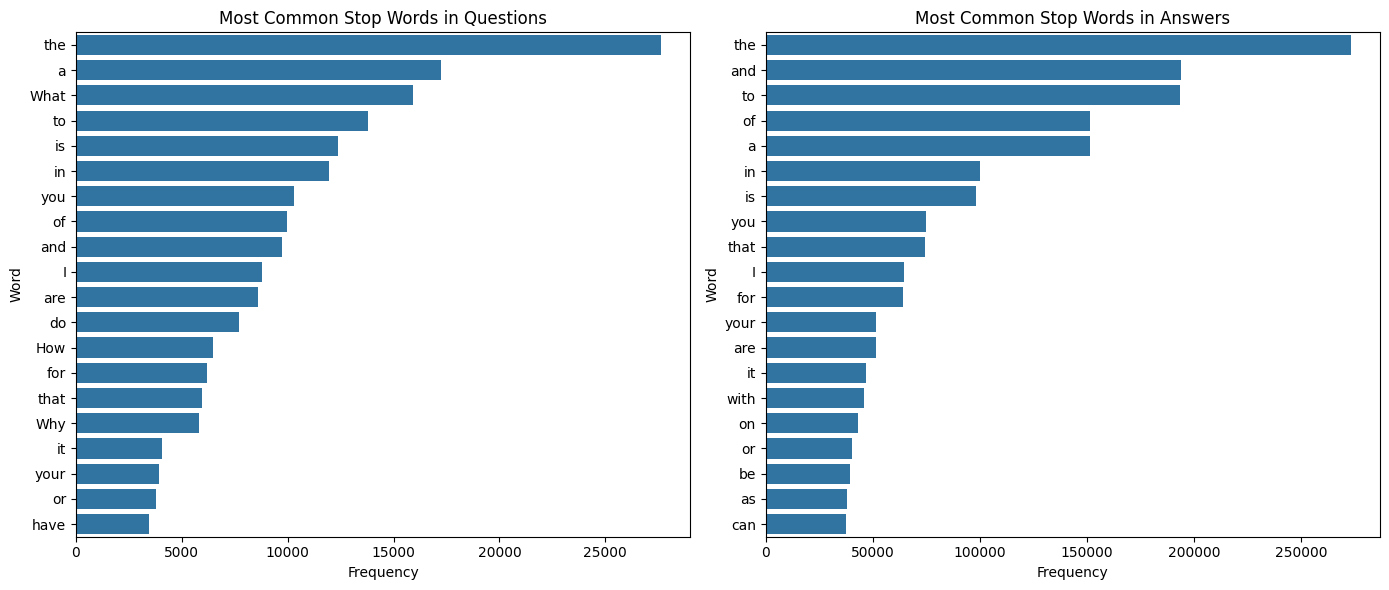 Most Common Stop Words in Questions
the
a
What
to
is
in
you
of
and
I
are
do
How
for
that
Why
it
your
or
have
Word
0 5000 10000 15000 20000 25000
Frequency
Most Common Stop Words in Answers
the
and
to
of
a
in
is
you
that
I
for
your
are
it
with
on
or
be
as
can
Word
0 50000 100000 150000 200000 250000
Frequency